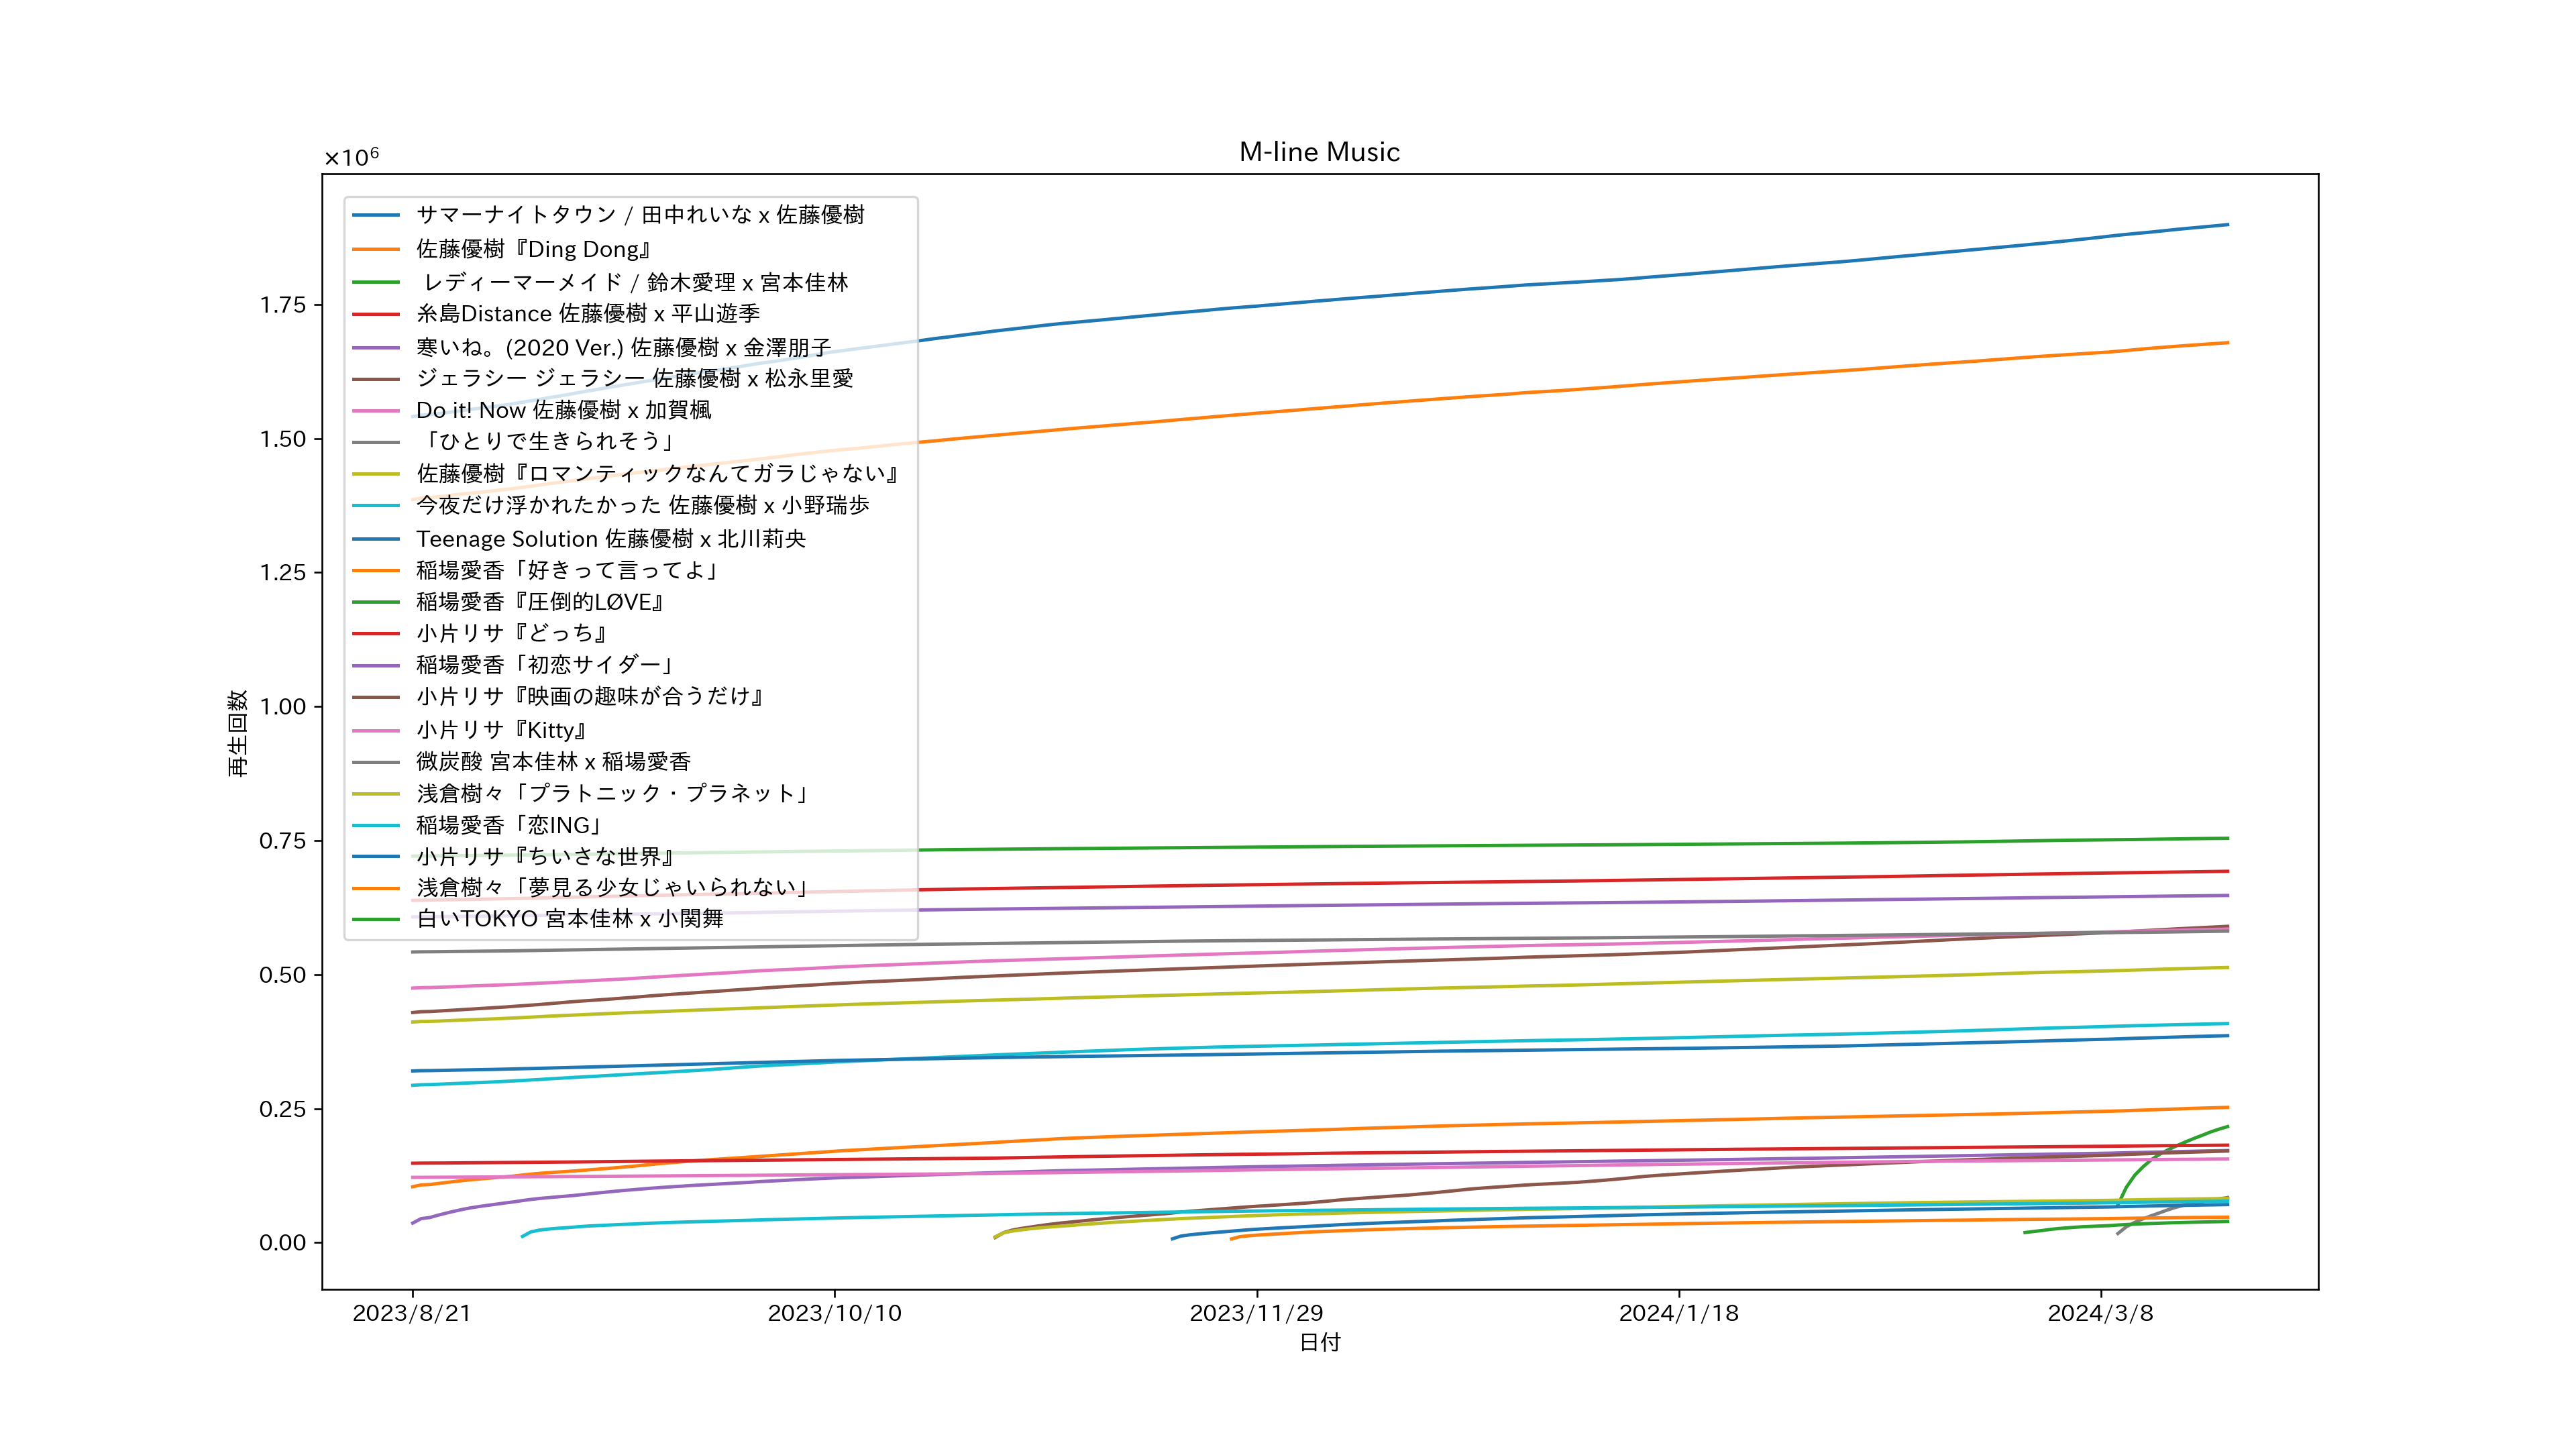 M-line Music
×10⁶
サマーナイトタウン / 田中れいな x 佐藤優樹
佐藤優樹『Ding Dong』
レディーマーメイド / 鈴木愛理 x 宮本佳林
糸島Distance 佐藤優樹 x 平山遊季
寒いね。(2020 Ver.) 佐藤優樹 x 金澤朋子
ジェラシー ジェラシー 佐藤優樹 x 松永里愛
Do it! Now 佐藤優樹 x 加賀楓
「ひとりで生きられそう」
佐藤優樹『ロマンティックなんてガラじゃない』
今夜だけ浮かれたかった 佐藤優樹 x 小野瑞歩
Teenage Solution 佐藤優樹 x 北川莉央
稲場愛香「好きって言ってよ」
稲場愛香『圧倒的LØVE』
小片リサ『どっち』
稲場愛香「初恋サイダー」
小片リサ『映画の趣味が合うだけ』
小片リサ『Kitty』
微炭酸 宮本佳林 x 稲場愛香
浅倉樹々「プラトニック・プラネット」
稲場愛香「恋ING」
小片リサ『ちいさな世界』
浅倉樹々「夢見る少女じゃいられない」
白いTOKYO 宮本佳林 x 小関舞
1.75
1.50
1.25
1.00
0.75
0.50
0.25
0.00
再生回数
2023/8/21
2023/10/10
2023/11/29
2024/1/18
2024/3/8
日付